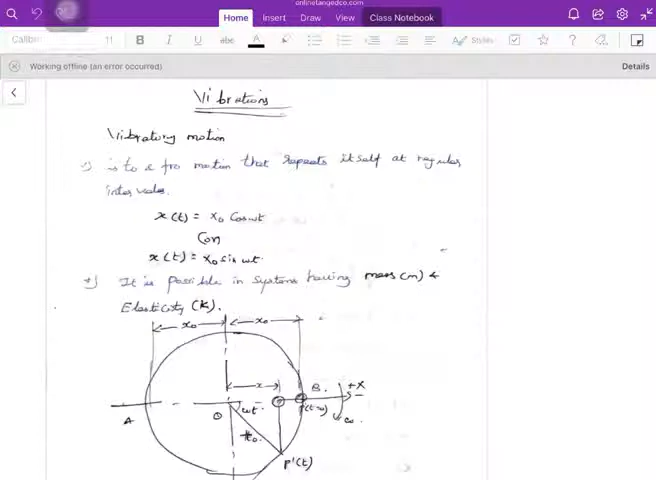 onlinetangedco.com
Home Insert Draw View Class Notebook
Calibri 11 B I U abc A Styles
Working offline (an error occurred) Details
Vibrations
Vibratory motion
is to & fro motion that repeats itself at regular
intervals.
x(t) = x₀ cos ωt
(or)
x(t) = x₀ sin ωt.
*) It is possible in systems having mass (m) &
Elasticity (K).
x₀ x₀
x B. +x
A O ωt P(t=0) ω.
P'(t)